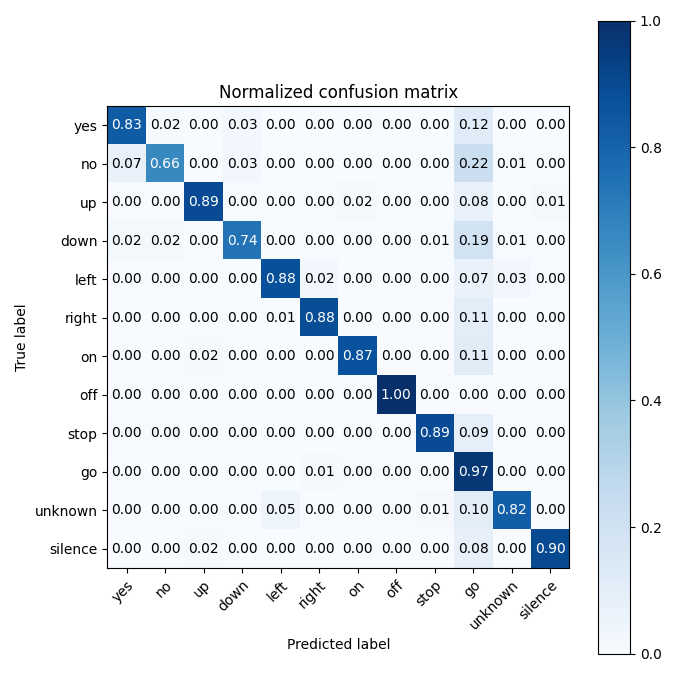 Normalized confusion matrix
True label
yes 0.83 0.02 0.00 0.03 0.00 0.00 0.00 0.00 0.00 0.12 0.00 0.00
no 0.07 0.66 0.00 0.03 0.00 0.00 0.00 0.00 0.00 0.22 0.01 0.00
up 0.00 0.00 0.89 0.00 0.00 0.00 0.02 0.00 0.00 0.08 0.00 0.01
down 0.02 0.02 0.00 0.74 0.00 0.00 0.00 0.00 0.01 0.19 0.01 0.00
left 0.00 0.00 0.00 0.00 0.88 0.02 0.00 0.00 0.00 0.07 0.03 0.00
right 0.00 0.00 0.00 0.00 0.01 0.88 0.00 0.00 0.00 0.11 0.00 0.00
on 0.00 0.00 0.02 0.00 0.00 0.00 0.87 0.00 0.00 0.11 0.00 0.00
off 0.00 0.00 0.00 0.00 0.00 0.00 0.00 1.00 0.00 0.00 0.00 0.00
stop 0.00 0.00 0.00 0.00 0.00 0.00 0.00 0.00 0.89 0.09 0.00 0.00
go 0.00 0.00 0.00 0.00 0.00 0.01 0.00 0.00 0.00 0.97 0.00 0.00
unknown 0.00 0.00 0.00 0.00 0.05 0.00 0.00 0.00 0.01 0.10 0.82 0.00
silence 0.00 0.00 0.02 0.00 0.00 0.00 0.00 0.00 0.00 0.08 0.00 0.90
yes no up down left right on off stop go unknown silence
Predicted label
1.0
0.8
0.6
0.4
0.2
0.0